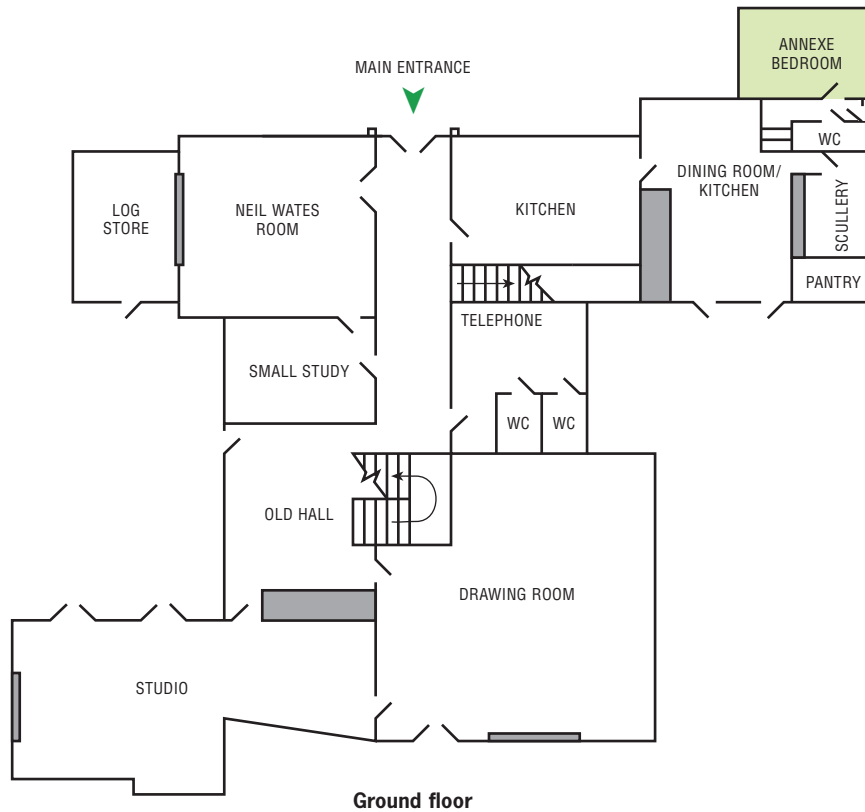 ANNEXE
BEDROOM
MAIN ENTRANCE
WC
DINING ROOM/
KITCHEN
LOG
STORE
NEIL WATES
ROOM
KITCHEN
SCULLERY
PANTRY
TELEPHONE
SMALL STUDY
WC
WC
OLD HALL
DRAWING ROOM
STUDIO
Ground floor